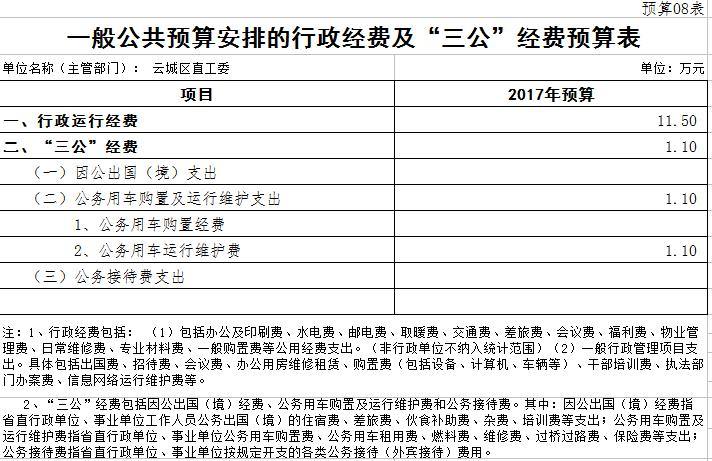 预算08表
一般公共预算安排的行政经费及“三公”经费预算表
单位名称（主管部门）： 云城区直工委 单位：万元
项目 2017年预算
一、行政运行经费 11.50
二、“三公”经费 1.10
（一）因公出国（境）支出
（二）公务用车购置及运行维护支出 1.10
1、公务用车购置经费
2、公务用车运行维护费 1.10
（三）公务接待费支出
注：1、行政经费包括： （1）包括办公及印刷费、水电费、邮电费、取暖费、交通费、差旅费、会议费、福利费、物业管
理费、日常维修费、专业材料费、一般购置费等公用经费支出。（非行政单位不纳入统计范围）（2）一般行政管理项目支
出。具体包括出国费、招待费、会议费、办公用房维修租赁、购置费（包括设备、计算机、车辆等）、干部培训费、执法部
门办案费、信息网络运行维护费等。
2、“三公”经费包括因公出国（境）经费、公务用车购置及运行维护费和公务接待费。其中：因公出国（境）经费指
省直行政单位、事业单位工作人员公务出国（境）的住宿费、差旅费、伙食补助费、杂费、培训费等支出；公务用车购置及
运行维护费指省直行政单位、事业单位公务用车购置费、公务用车租用费、燃料费、维修费、过桥过路费、保险费等支出；
公务接待费指省直行政单位、事业单位按规定开支的各类公务接待（外宾接待）费用。